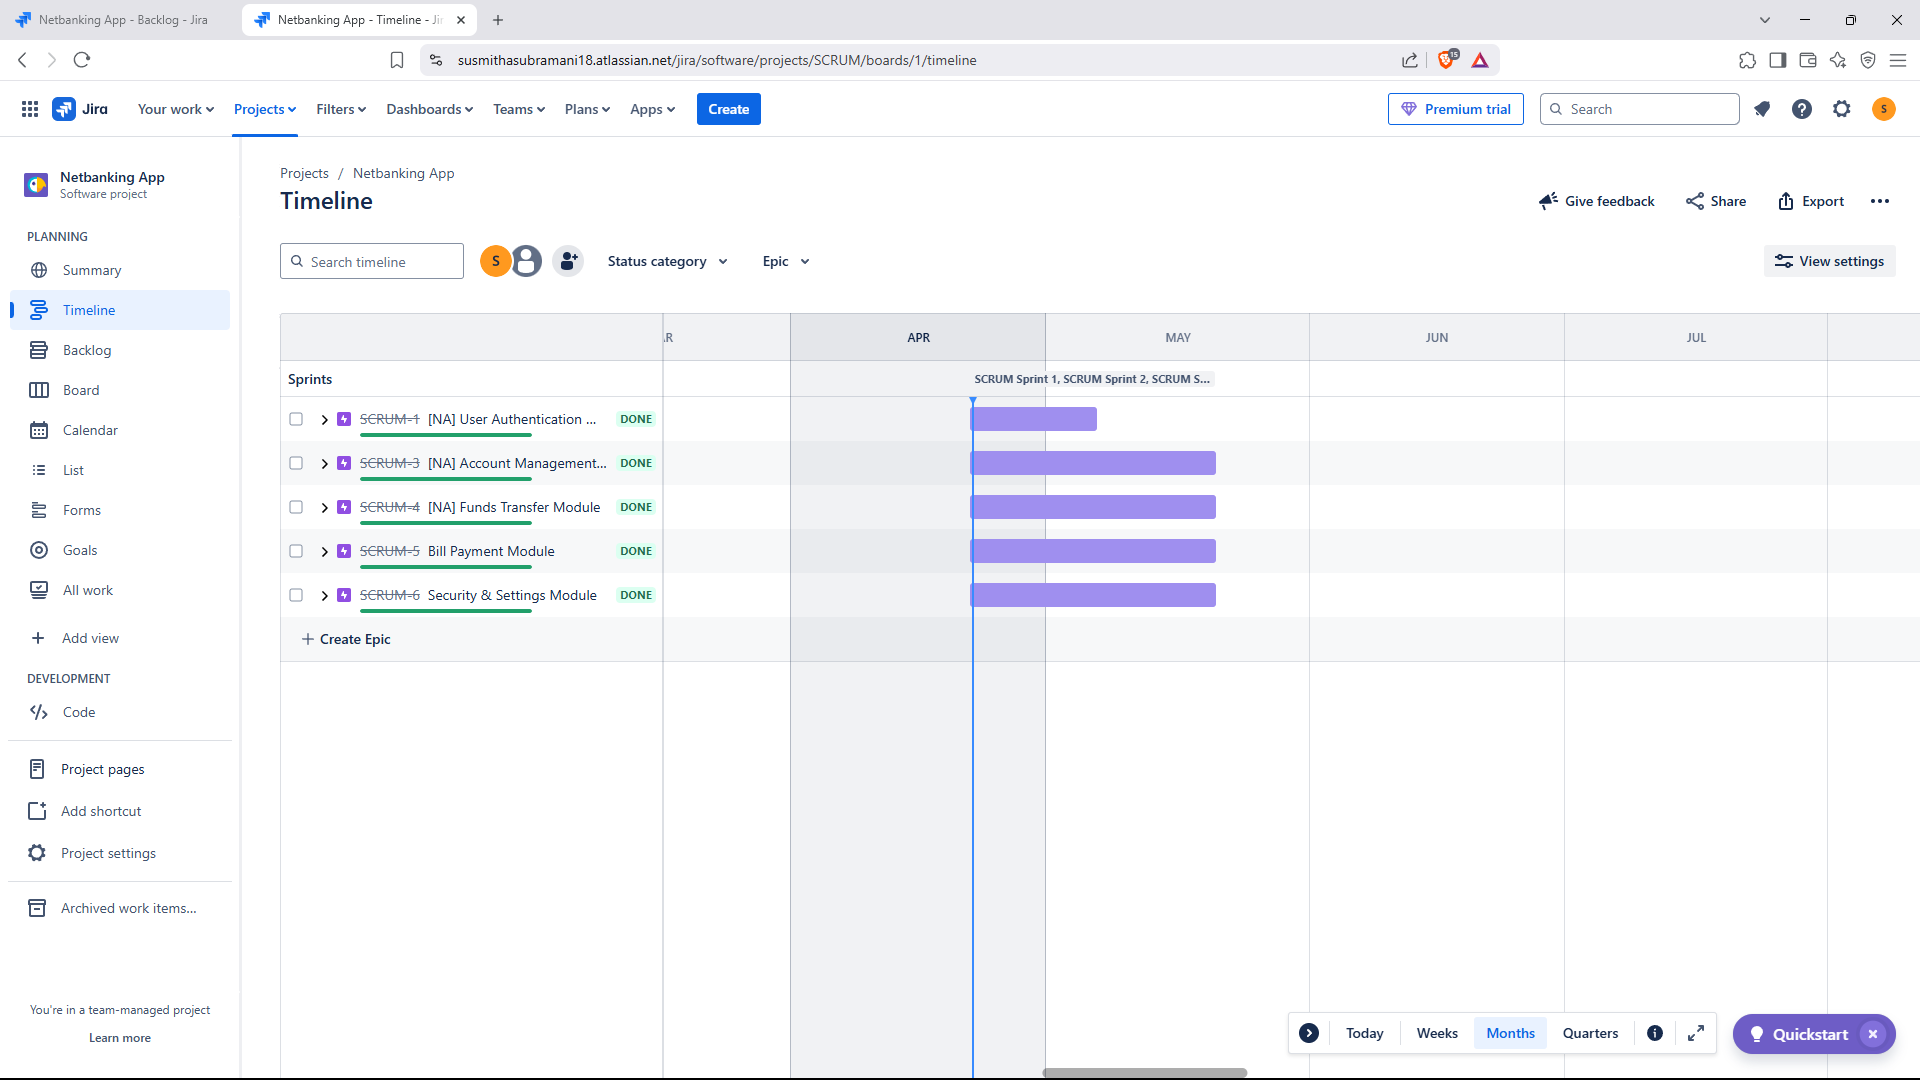 Netbanking App - Backlog - Jira
Netbanking App - Timeline - Jir
susmithasubramani18.atlassian.net/jira/software/projects/SCRUM/boards/1/timeline
15
Jira
Your work
Projects
Filters
Dashboards
Teams
Plans
Apps
Create
Premium trial
Search
S
Netbanking App
Software project
PLANNING
Summary
Timeline
Backlog
Board
Calendar
List
Forms
Goals
All work
Add view
DEVELOPMENT
Code
Project pages
Add shortcut
Project settings
Archived work items...
You're in a team-managed project
Learn more
Projects / Netbanking App
Timeline
Give feedback
Share
Export
Search timeline
S
Status category
Epic
View settings
AR
APR
MAY
JUN
JUL
Sprints
SCRUM Sprint 1, SCRUM Sprint 2, SCRUM S...
SCRUM-1 [NA] User Authentication ... DONE
SCRUM-3 [NA] Account Management... DONE
SCRUM-4 [NA] Funds Transfer Module DONE
SCRUM-5 Bill Payment Module DONE
SCRUM-6 Security & Settings Module DONE
+ Create Epic
Today
Weeks
Months
Quarters
Quickstart